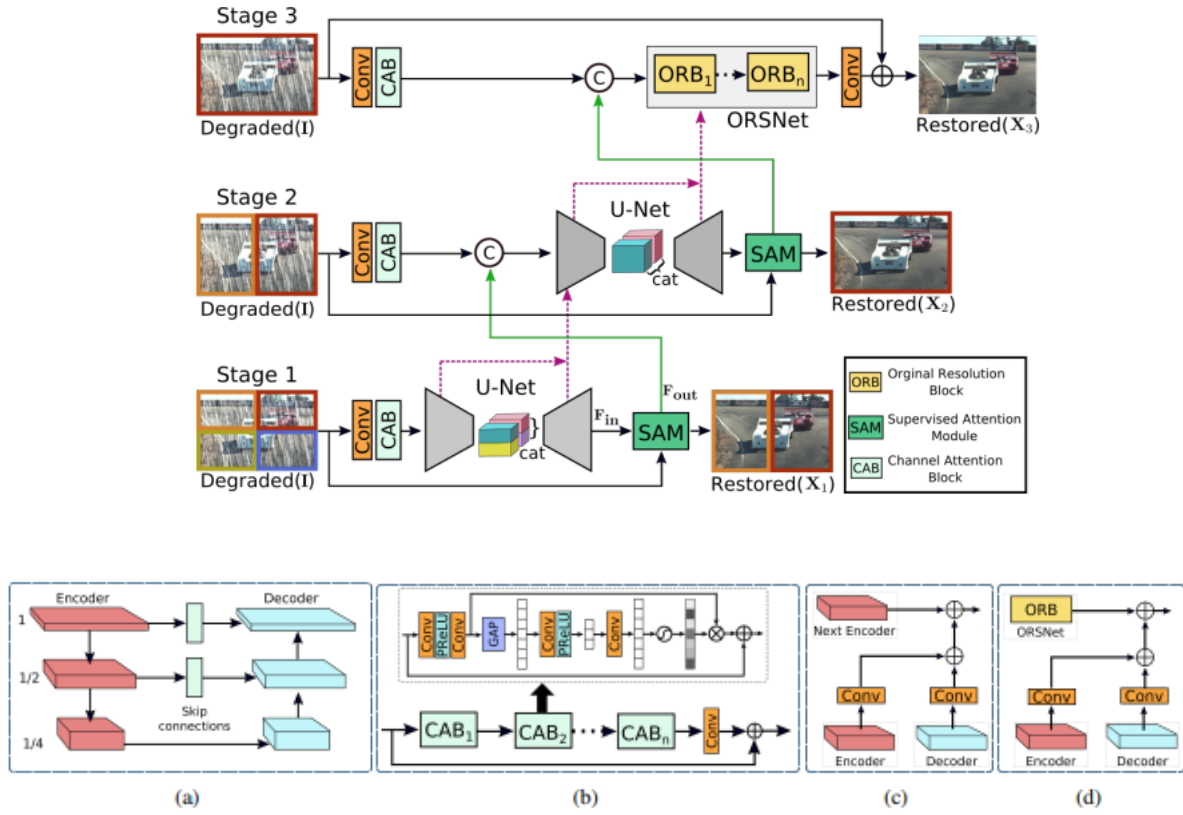 Stage 3
Degraded(I)
Conv
CAB
C
ORB1
ORBn
ORSNet
Conv
Restored(X3)
Stage 2
Degraded(I)
Conv
CAB
C
U-Net
cat
SAM
Restored(X2)
Stage 1
Degraded(I)
Conv
CAB
U-Net
cat
Fin
Fout
SAM
Restored(X1)
ORB Orginal Resolution
Block
SAM Supervised Attention
Module
CAB Channel Attention
Block
Encoder
Decoder
1
1/2
1/4
Skip
connections
(a)
Conv
PReLU
Conv
GAP
Conv
PReLU
Conv
CAB1
CAB2
CABn
Conv
(b)
Next Encoder
Conv
Conv
Encoder
Decoder
(c)
ORB
ORSNet
Conv
Conv
Encoder
Decoder
(d)